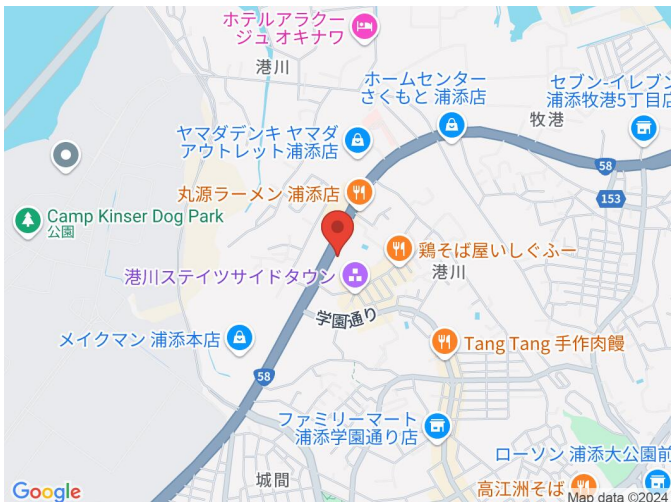 ホテルアラクー
ジュ オキナワ
港川
ホームセンター
さくもと 浦添店
セブン-イレブン
浦添牧港5丁目店
牧港
ヤマダデンキ ヤマダ
アウトレット浦添店
58
153
丸源ラーメン 浦添店
Camp Kinser Dog Park
公園
鶏そば屋いしぐふー
港川
港川ステイツサイドタウン
学園通り
メイクマン 浦添本店
Tang Tang 手作肉饅
58
ファミリーマート
浦添学園通り店
ローソン 浦添大公園前
城間
高江洲そば
Google
Map data ©2024